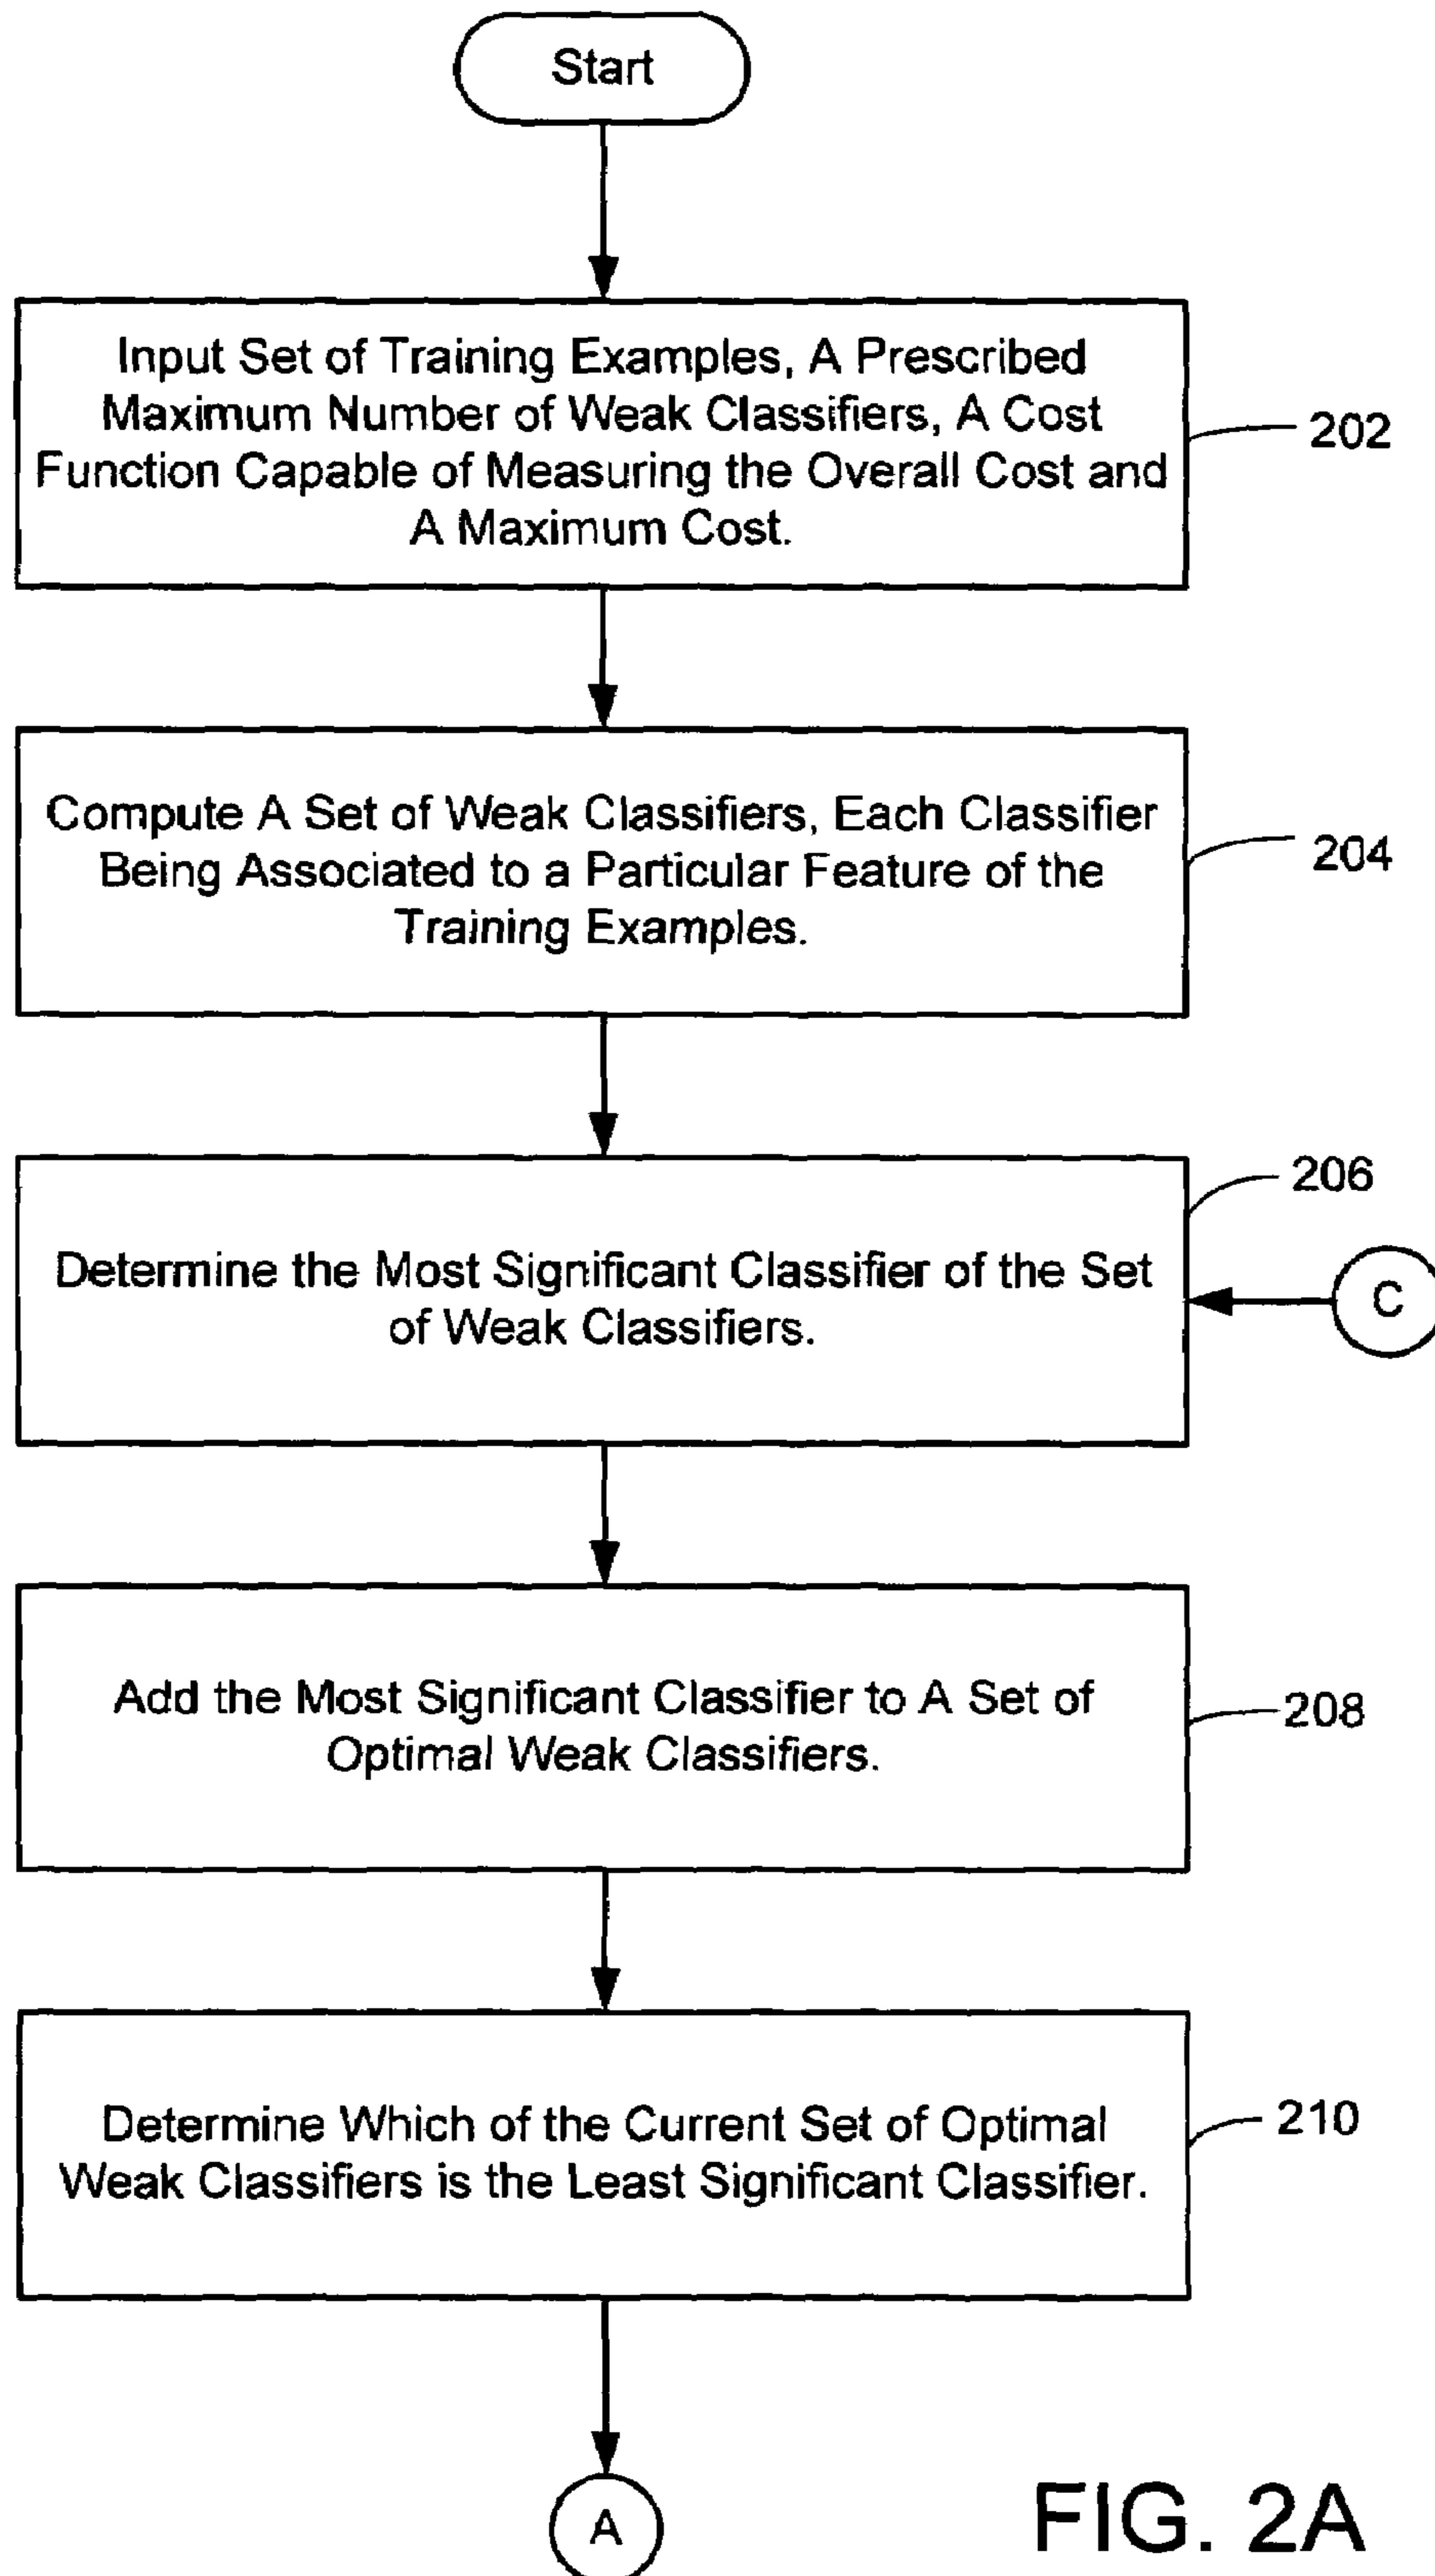 Start
Input Set of Training Examples, A Prescribed
Maximum Number of Weak Classifiers, A Cost
Function Capable of Measuring the Overall Cost and
A Maximum Cost.
202
Compute A Set of Weak Classifiers, Each Classifier
Being Associated to a Particular Feature of the
Training Examples.
204
206
Determine the Most Significant Classifier of the Set
of Weak Classifiers.
C
Add the Most Significant Classifier to A Set of
Optimal Weak Classifiers.
208
Determine Which of the Current Set of Optimal
Weak Classifiers is the Least Significant Classifier.
210
A
FIG. 2A